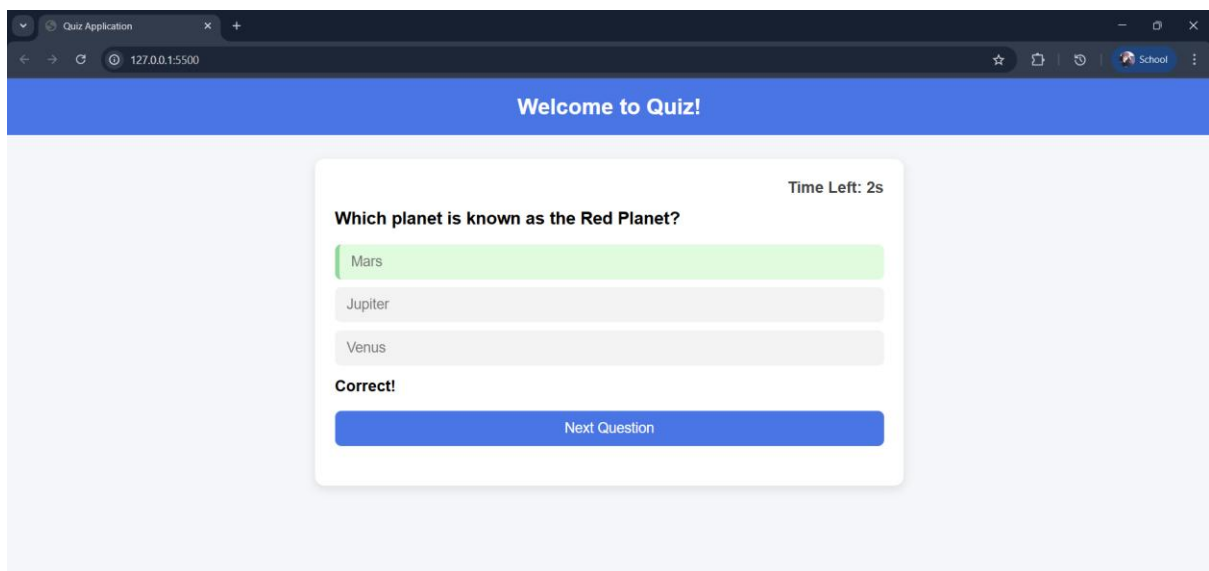 Quiz Application
127.0.0.1:5500
School
Welcome to Quiz!
Time Left: 2s
Which planet is known as the Red Planet?
Mars
Jupiter
Venus
Correct!
Next Question